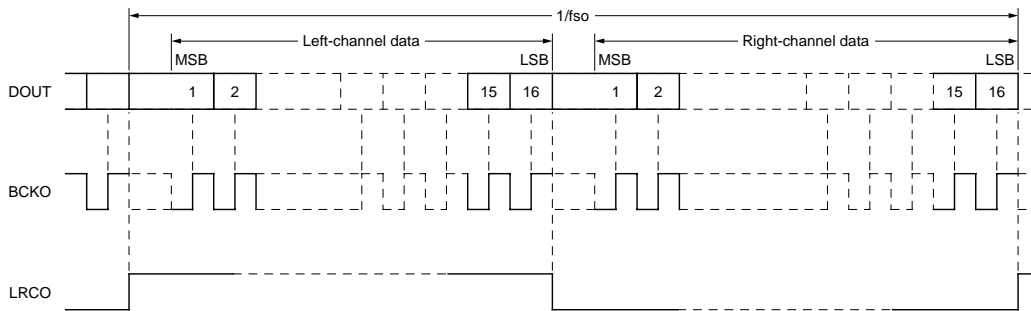 1/fso
Left-channel data
Right-channel data
MSB
LSB
MSB
LSB
DOUT
1
2
15
16
1
2
15
16
BCKO
LRCO